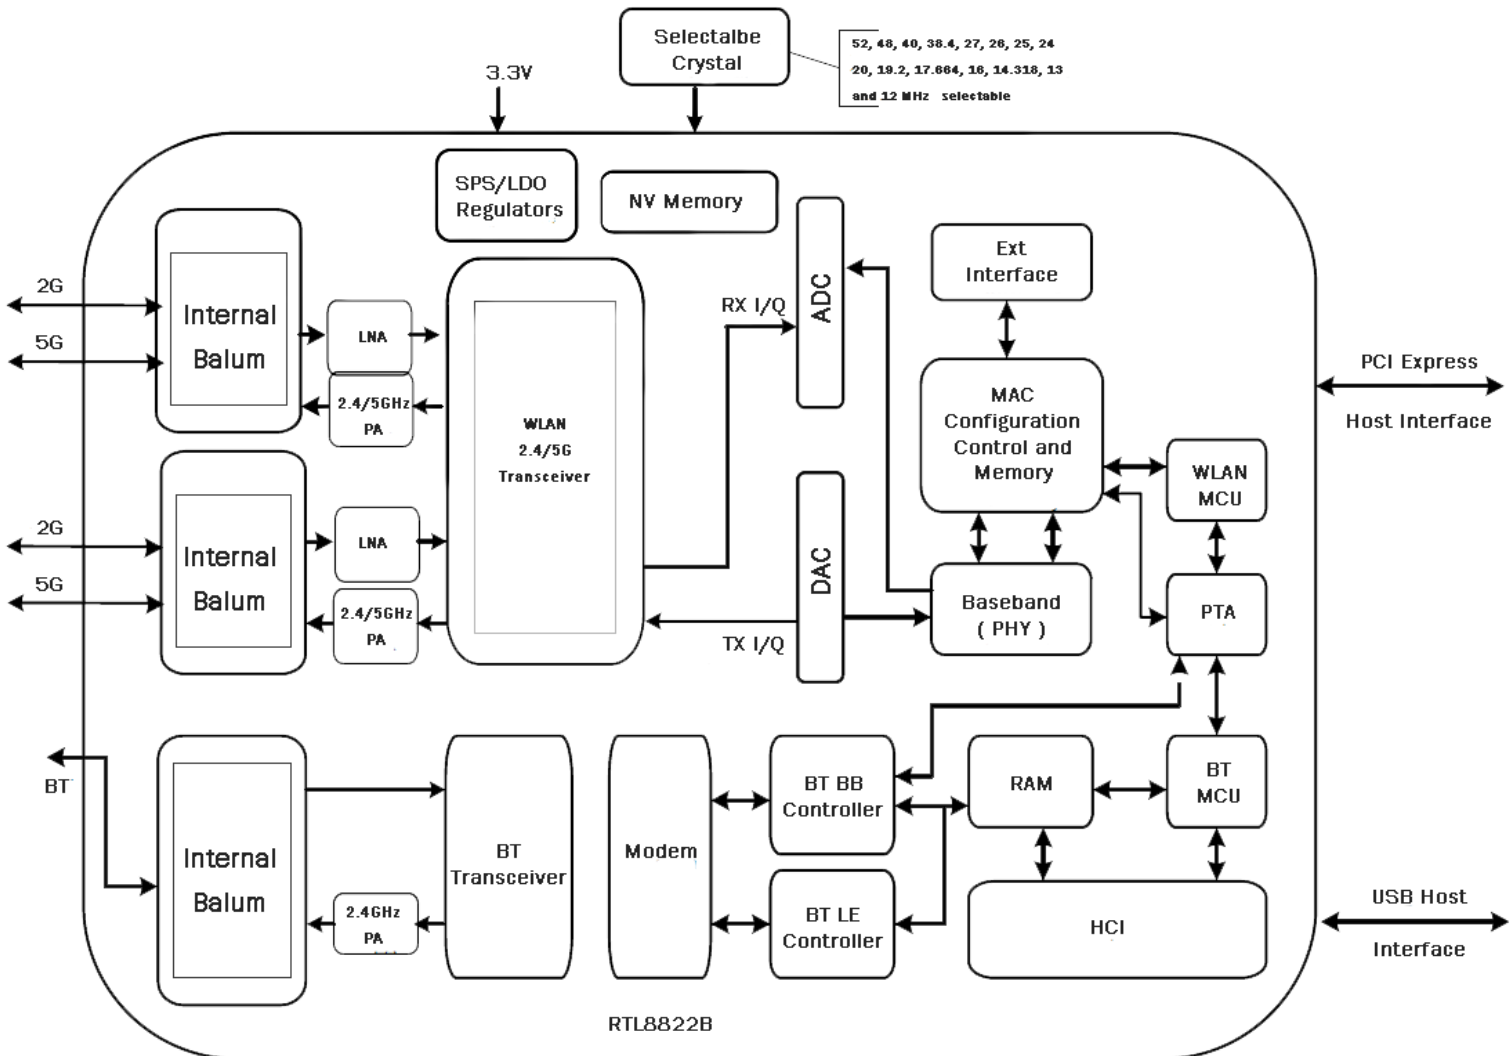 Selectalbe
Crystal
52, 48, 40, 38.4, 27, 26, 25, 24
20, 19.2, 17.664, 16, 14.318, 13
and 12 MHz selectable
3.3V
SPS/LDO
Regulators
NV Memory
ADC
Ext
Interface
2G
5G
Internal
Balum
LNA
2.4/5GHz
PA
WLAN
2.4/5G
Transceiver
RX I/Q
MAC
Configuration
Control and
Memory
PCI Express
Host Interface
WLAN
MCU
2G
5G
Internal
Balum
LNA
2.4/5GHz
PA
DAC
TX I/Q
Baseband
( PHY )
PTA
BT
Internal
Balum
2.4GHz
PA
BT
Transceiver
Modem
BT BB
Controller
BT LE
Controller
RAM
BT
MCU
HCI
USB Host
Interface
RTL8822B